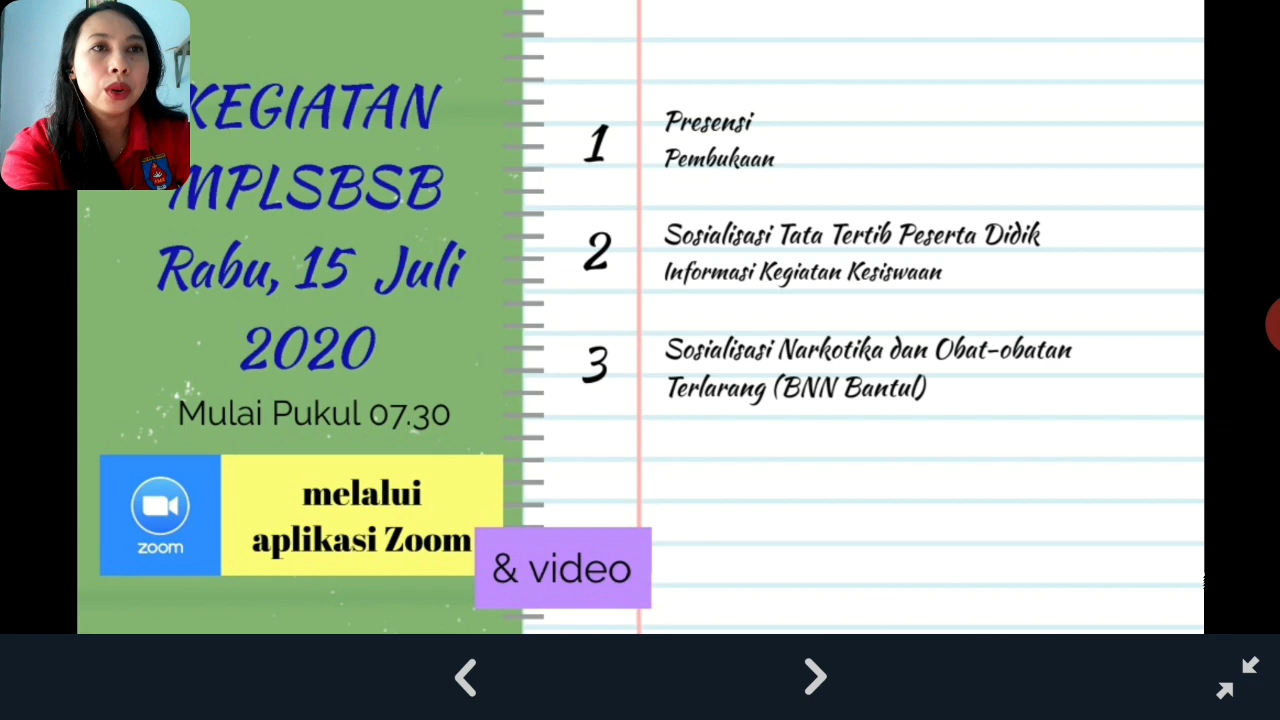 KEGIATAN
MPLSBSB
Rabu, 15 Juli
2020
Mulai Pukul 07.30
zoom
melalui
aplikasi Zoom
& video
1
Presensi
Pembukaan
2
Sosialisasi Tata Tertib Peserta Didik
Informasi Kegiatan Kesiswaan
3
Sosialisasi Narkotika dan Obat-obatan
Terlarang (BNN Bantul)